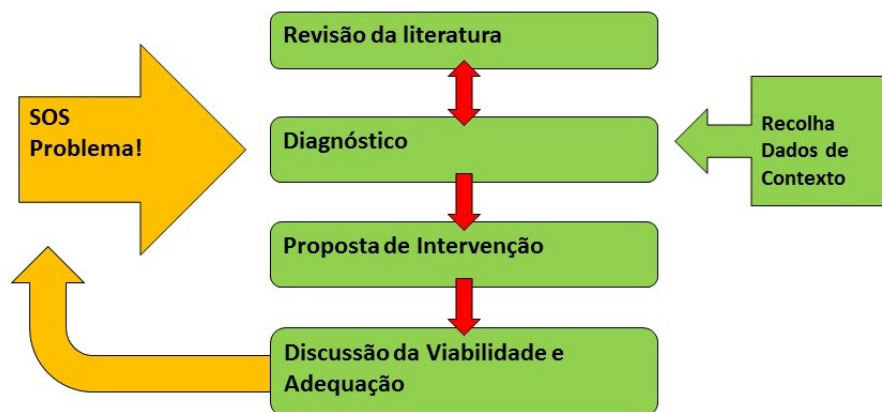 Revisão da literatura
SOS
Problema!
Diagnóstico
Recolha
Dados de
Contexto
Proposta de Intervenção
Discussão da Viabilidade e
Adequação